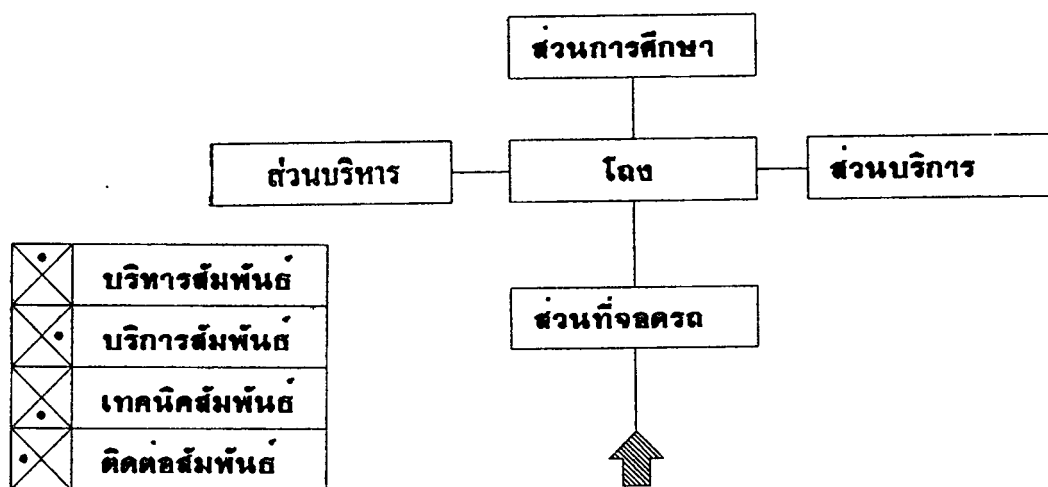 ส่วนการศึกษา
ส่วนบริหาร
โถง
ส่วนบริการ
ส่วนที่จอดรถ
บริหารสัมพันธ์
บริการสัมพันธ์
เทคนิคสัมพันธ์
ติดต่อสัมพันธ์